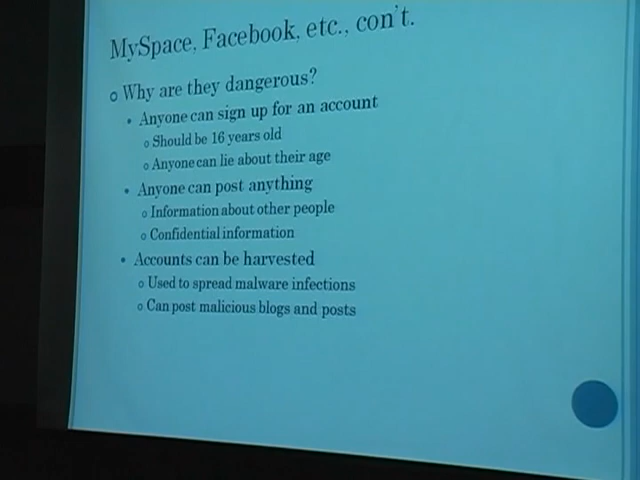 MySpace, Facebook, etc., con't.
Why are they dangerous?
Anyone can sign up for an account
Should be 16 years old
Anyone can lie about their age
Anyone can post anything
Information about other people
Confidential information
Accounts can be harvested
Used to spread malware infections
Can post malicious blogs and posts